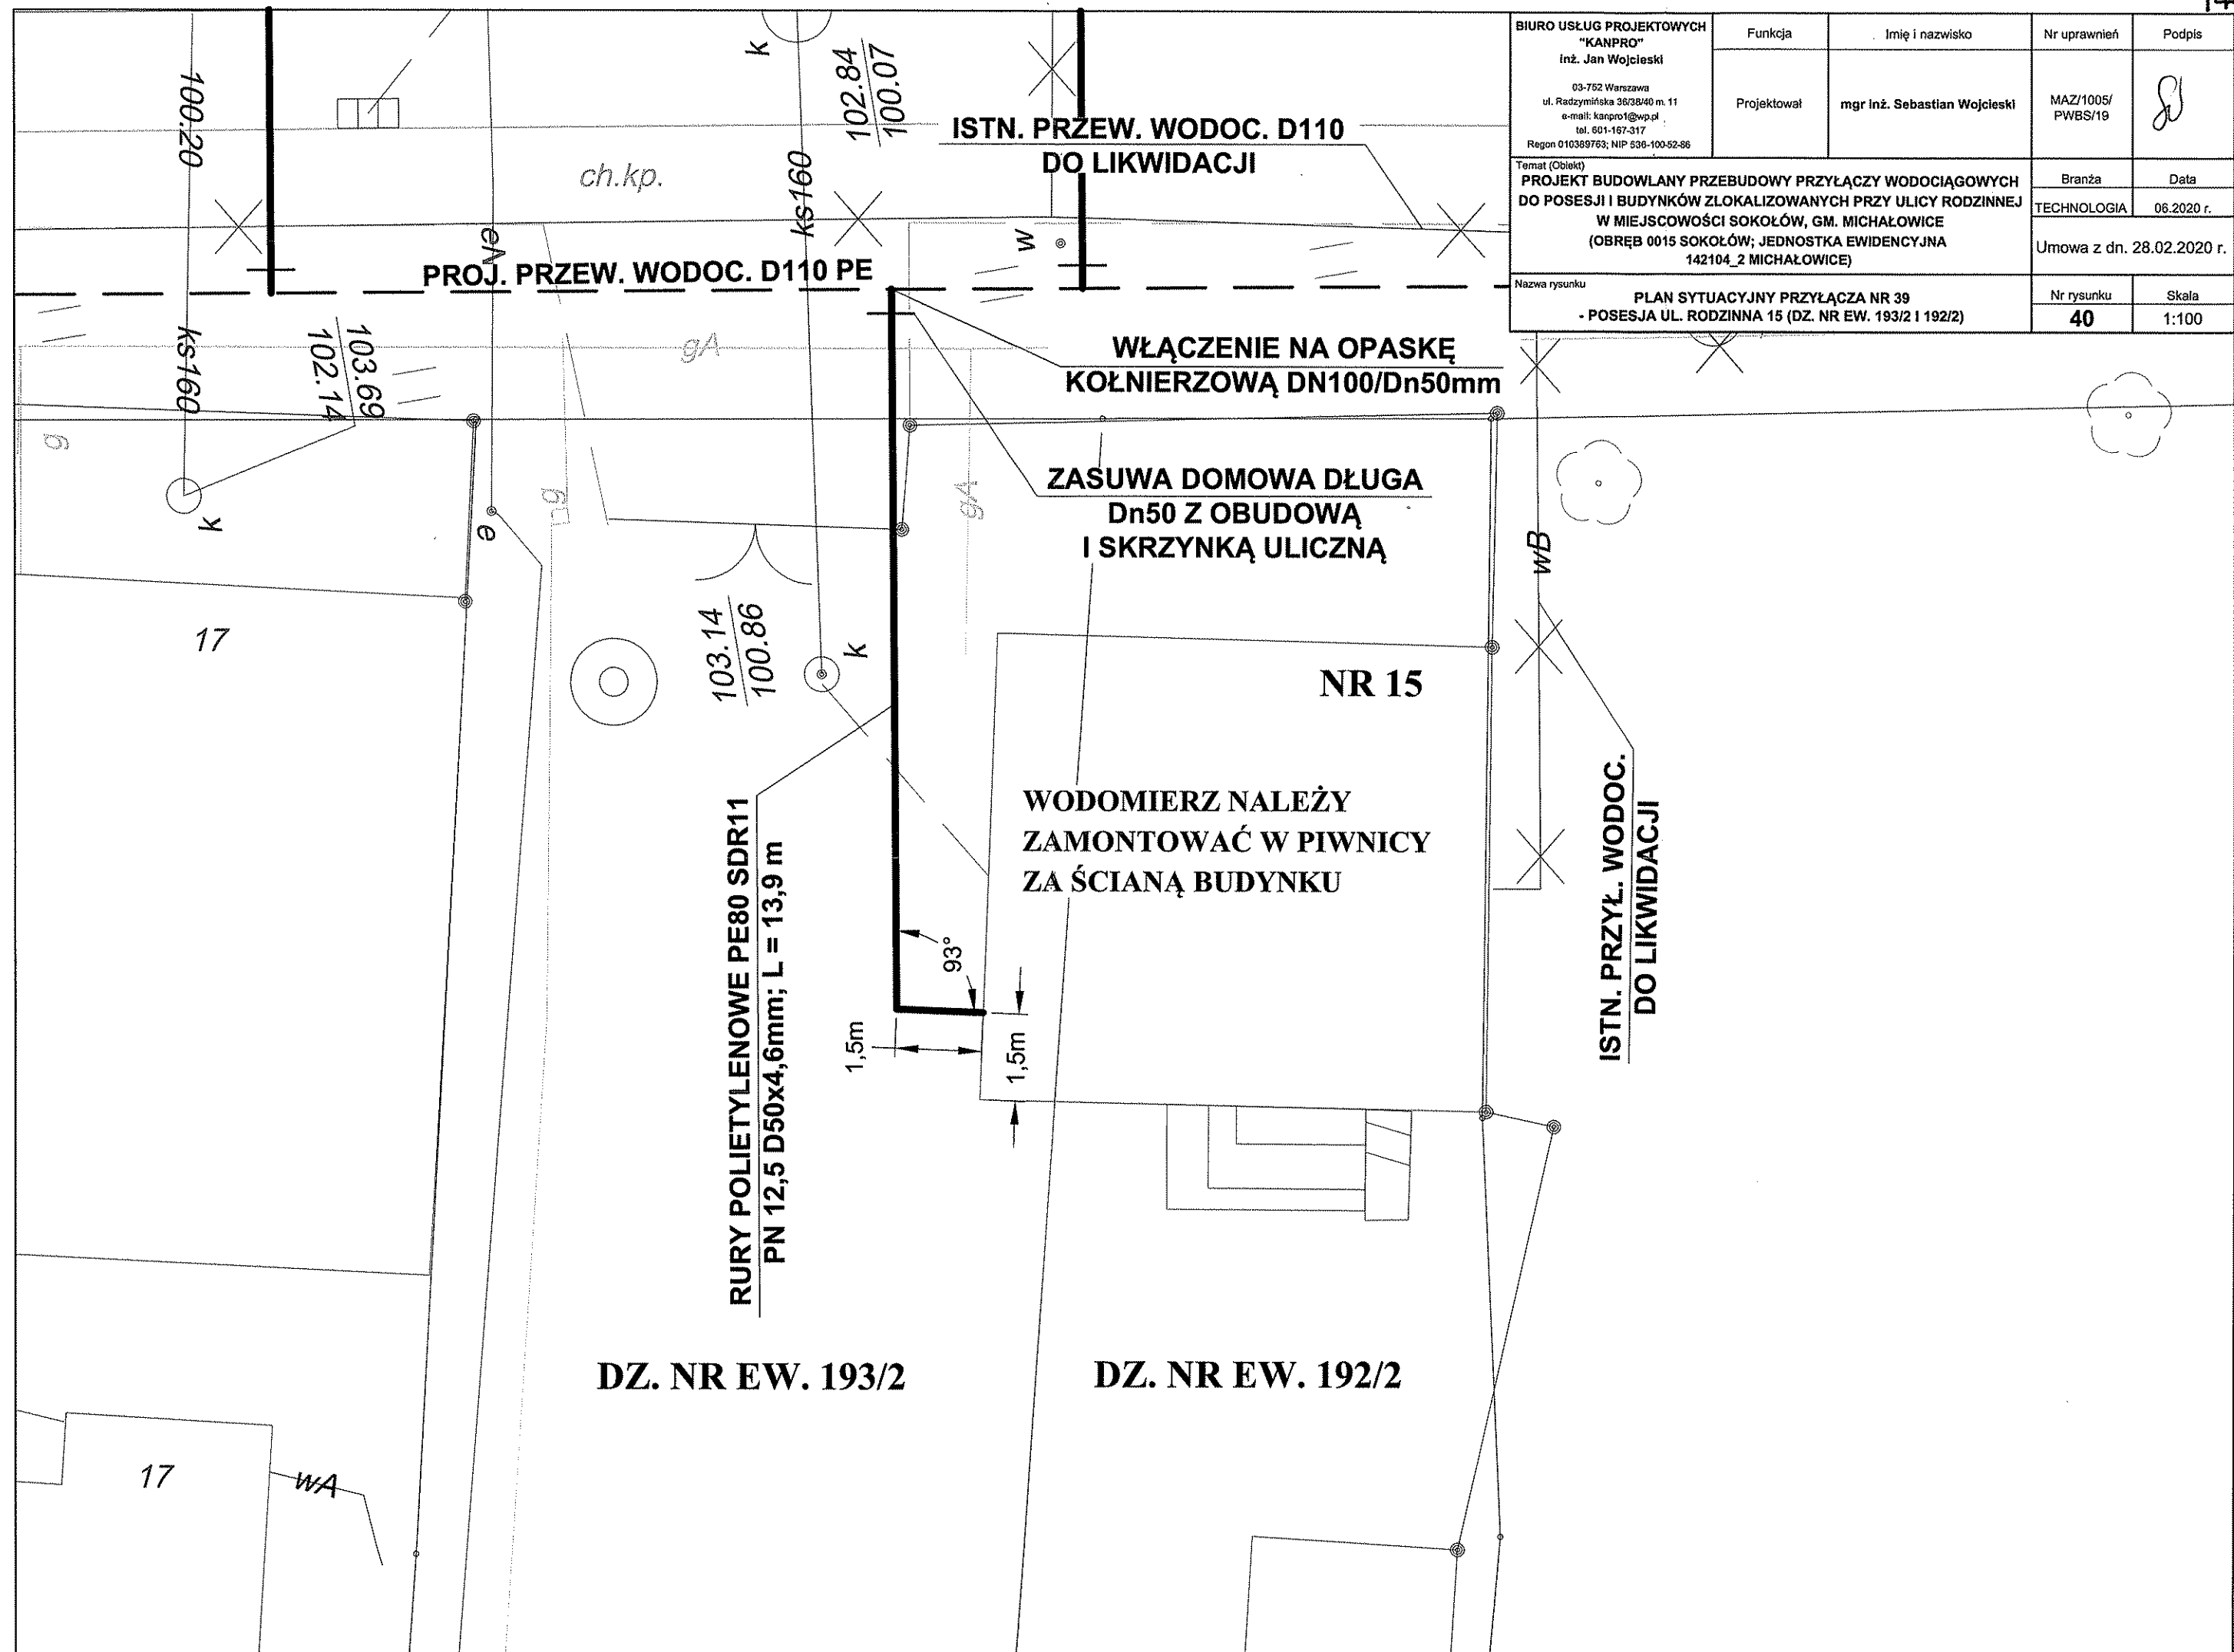 BIURO USŁUG PROJEKTOWYCH
"KANPRO"
inż. Jan Wojcieski
03-752 Warszawa
ul. Radzymińska 36/38/40 m. 11
e-mail: kanpro1@wp.pl
tel. 601-167-317
Regon 010389763; NIP 536-100-52-86
Funkcja
Imię i nazwisko
Nr uprawnień
Podpis
Projektował
mgr inż. Sebastian Wojcieski
MAZ/1005/
PWBS/19
Temat (Obiekt)
PROJEKT BUDOWLANY PRZEBUDOWY PRZYŁĄCZY WODOCIĄGOWYCH
DO POSESJI I BUDYNKÓW ZLOKALIZOWANYCH PRZY ULICY RODZINNEJ
W MIEJSCOWOŚCI SOKOŁÓW, GM. MICHAŁOWICE
(OBRĘB 0015 SOKOŁÓW; JEDNOSTKA EWIDENCYJNA
142104_2 MICHAŁOWICE)
Branża
Data
TECHNOLOGIA
06.2020 r.
Umowa z dn. 28.02.2020 r.
Nazwa rysunku
PLAN SYTUACYJNY PRZYŁĄCZA NR 39
- POSESJA UL. RODZINNA 15 (DZ. NR EW. 193/2 I 192/2)
Nr rysunku
Skala
40
1:100
100.20
k
102.84
100.07
ISTN. PRZEW. WODOC. D110
DO LIKWIDACJI
ch.kp.
ks160
eA
w
PROJ. PRZEW. WODOC. D110 PE
ks160
103.69
102.14
gA
WŁĄCZENIE NA OPASKĘ
KOŁNIERZOWĄ DN100/Dn50mm
g
k
e
g
gA
ZASUWA DOMOWA DŁUGA
Dn50 Z OBUDOWĄ
I SKRZYNKĄ ULICZNĄ
wB
17
103.14
100.86
k
NR 15
WODOMIERZ NALEŻY
ZAMONTOWAĆ W PIWNICY
ZA ŚCIANĄ BUDYNKU
RURY POLIETYLENOWE PE80 SDR11
PN 12,5 D50x4,6mm; L = 13,9 m
ISTN. PRZYŁ. WODOC.
DO LIKWIDACJI
93°
1,5m
1,5m
DZ. NR EW. 193/2
DZ. NR EW. 192/2
17
wA